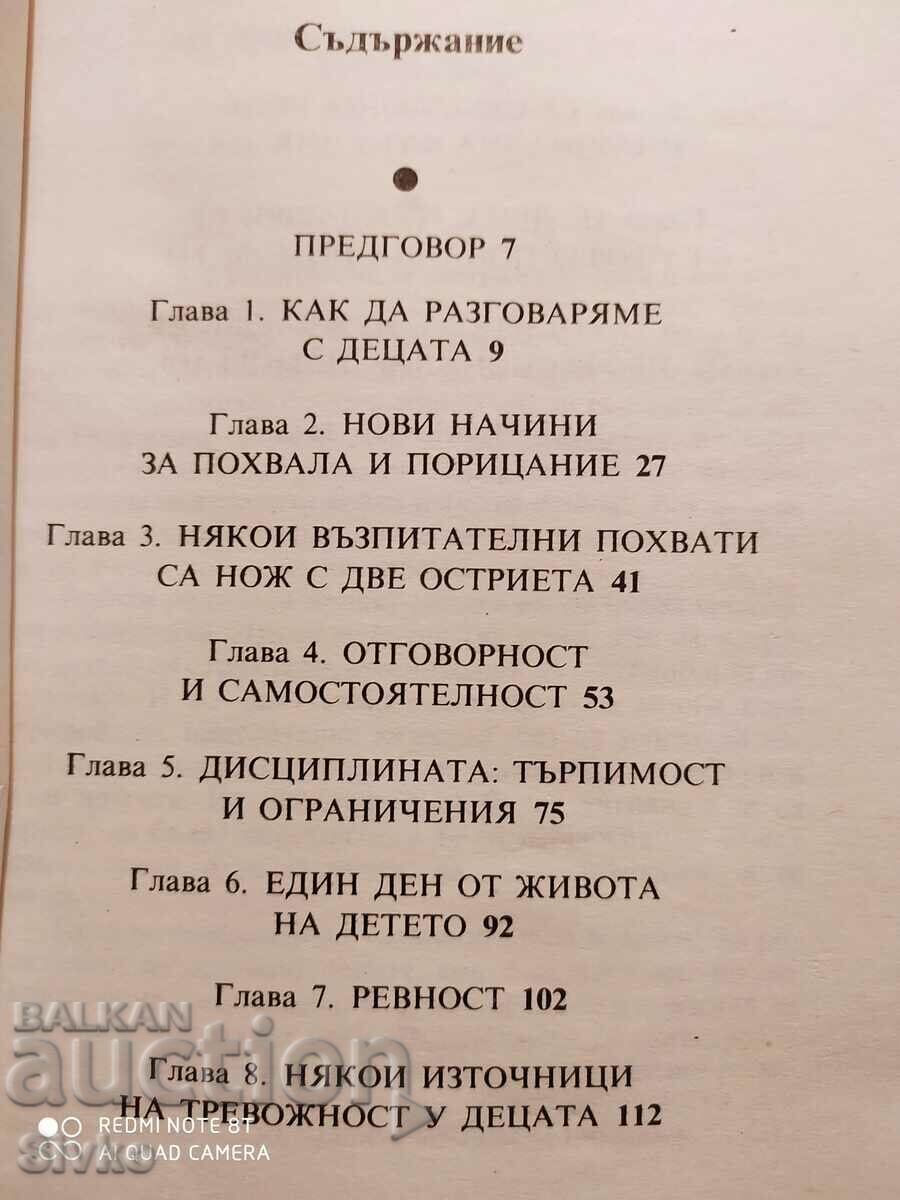 Съдържание
ПРЕДГОВОР 7
Глава 1. КАК ДА РАЗГОВАРЯМЕ
С ДЕЦАТА 9
Глава 2. НОВИ НАЧИНИ
ЗА ПОХВАЛА И ПОРИЦАНИЕ 27
Глава 3. НЯКОИ ВЪЗПИТАТЕЛНИ ПОХВАТИ
СА НОЖ С ДВЕ ОСТРИЕТА 41
Глава 4. ОТГОВОРНОСТ
И САМОСТОЯТЕЛНОСТ 53
Глава 5. ДИСЦИПЛИНАТА: ТЪРПИМОСТ
И ОГРАНИЧЕНИЯ 75
Глава 6. ЕДИН ДЕН ОТ ЖИВОТА
НА ДЕТЕТО 92
Глава 7. РЕВНОСТ 102
BALKAN
auction
Глава 8. НЯКОИ ИЗТОЧНИЦИ
НА ТРЕВОЖНОСТ У ДЕЦАТА 112
REDMI NOTE 8T
AI QUAD CAMERA
Sivko